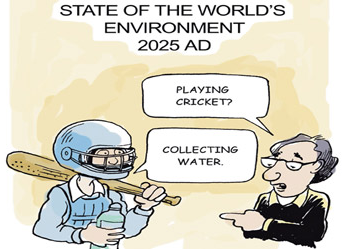 STATE OF THE WORLD'S
ENVIRONMENT
2025 AD
PLAYING
CRICKET?
COLLECTING
WATER.